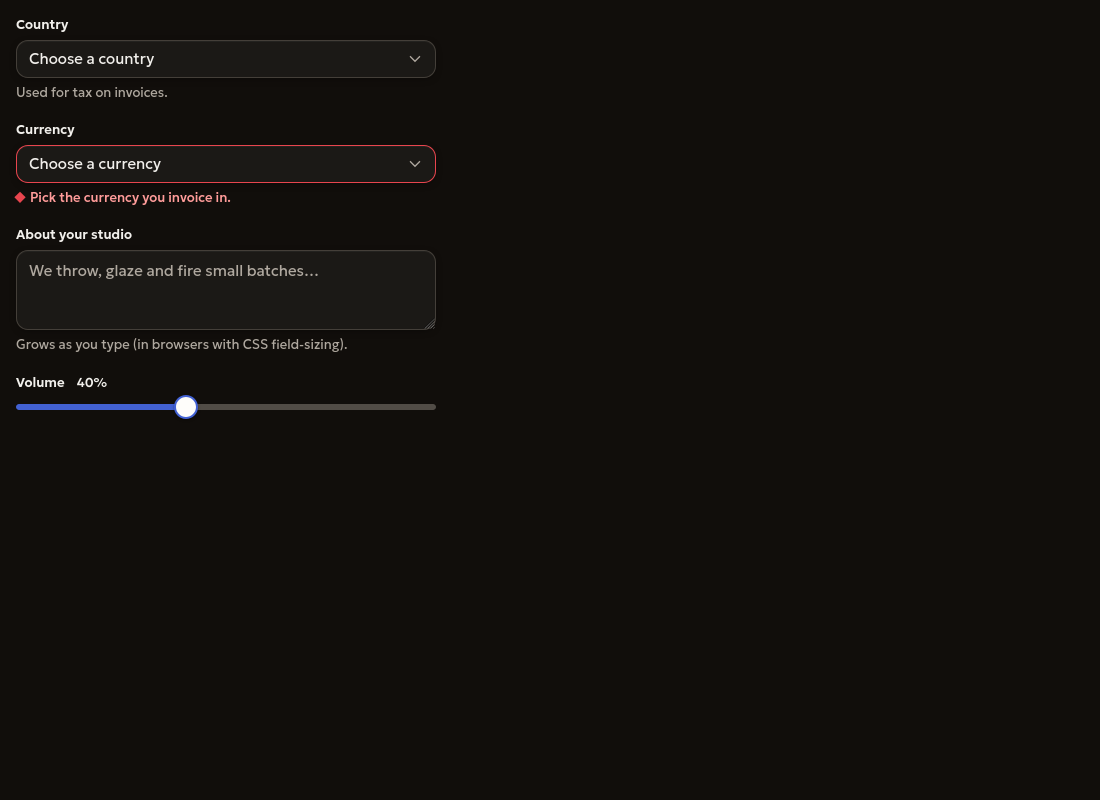 Country
Choose a country
Used for tax on invoices.
Currency
Choose a currency
Pick the currency you invoice in.
About your studio
We throw, glaze and fire small batches…
Grows as you type (in browsers with CSS field-sizing).
Volume 40%